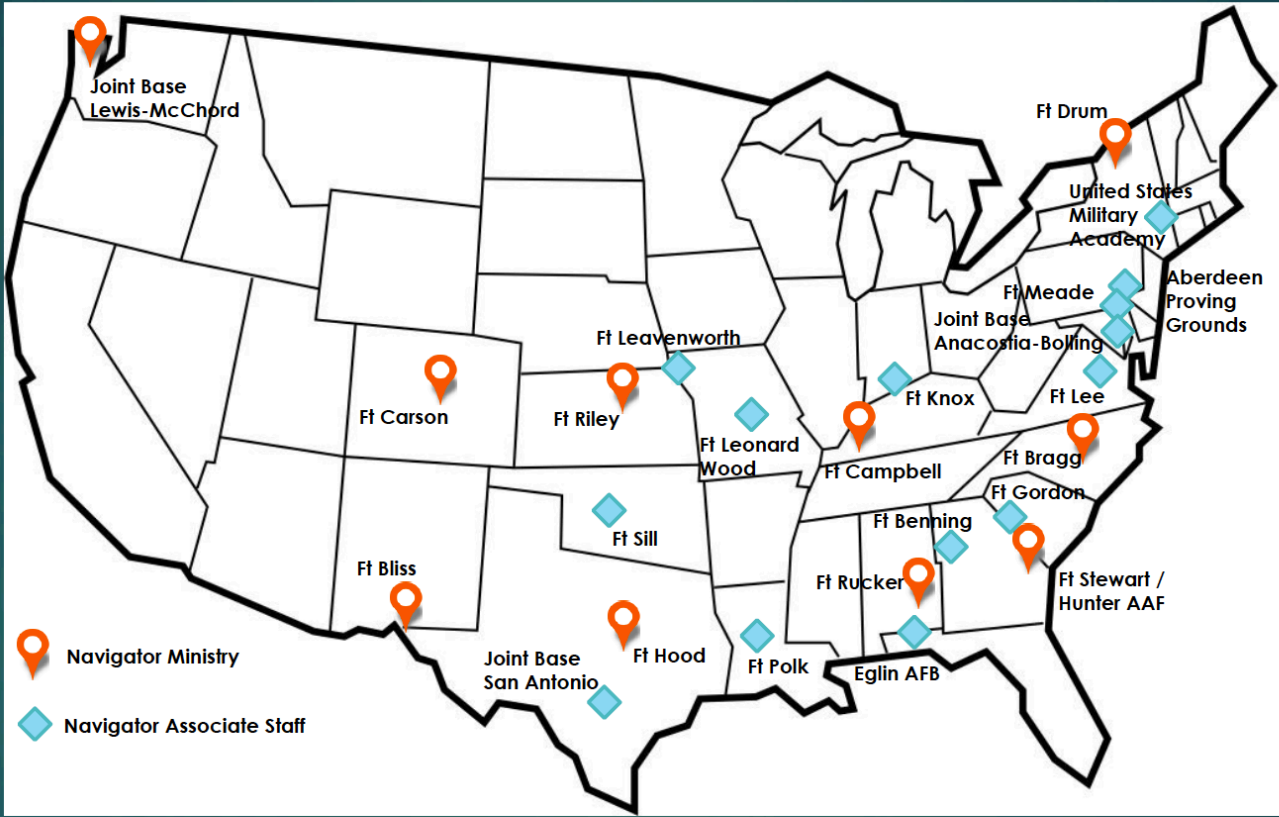 Joint Base
Lewis-McChord
Ft Drum
United States
Military
Academy
Aberdeen
Proving
Grounds
Ft Meade
Joint Base
Anacostia-Bolling
Ft Leavenworth
Ft Carson
Ft Riley
Ft Knox
Ft Lee
Ft Leonard
Wood
Ft Campbell
Ft Bragg
Ft Gordon
Ft Benning
Ft Sill
Ft Bliss
Ft Rucker
Ft Stewart /
Hunter AAF
Navigator Ministry
Joint Base
San Antonio
Ft Hood
Ft Polk
Eglin AFB
Navigator Associate Staff